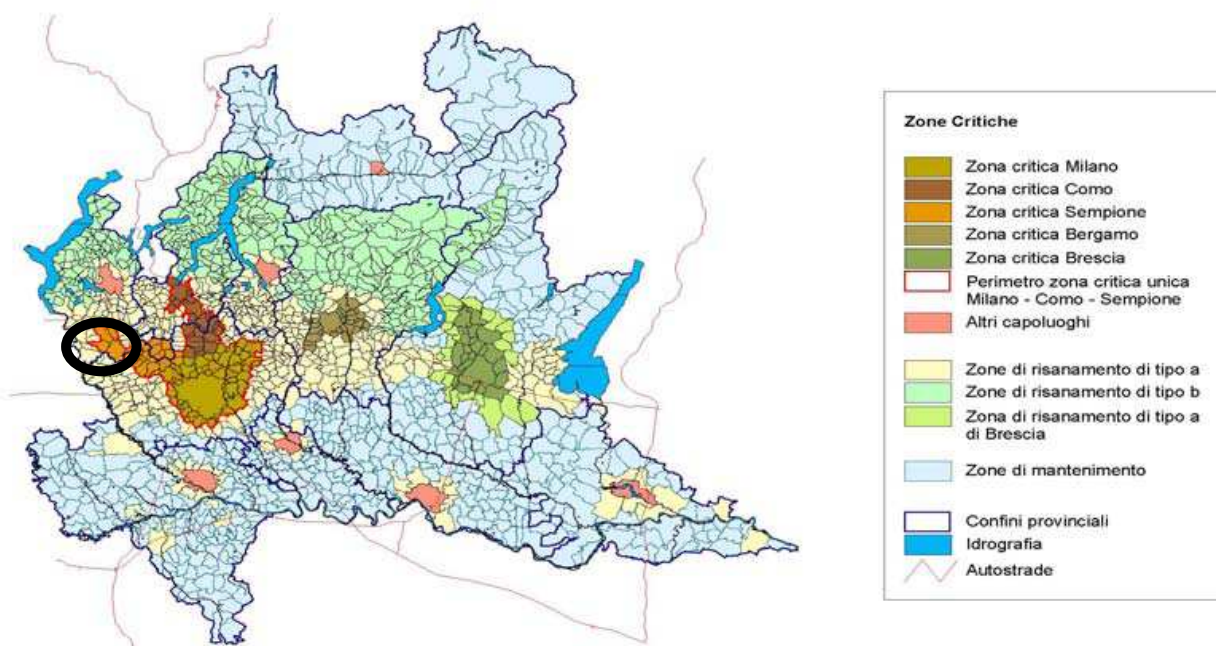 Zone Critiche
Zona critica Milano
Zona critica Como
Zona critica Sempione
Zona critica Bergamo
Zona critica Brescia
Perimetro zona critica unica
Milano - Como - Sempione
Altri capoluoghi
Zone di risanamento di tipo a
Zone di risanamento di tipo b
Zona di risanamento di tipo a
di Brescia
Zone di mantenimento
Confini provinciali
Idrografia
Autostrade